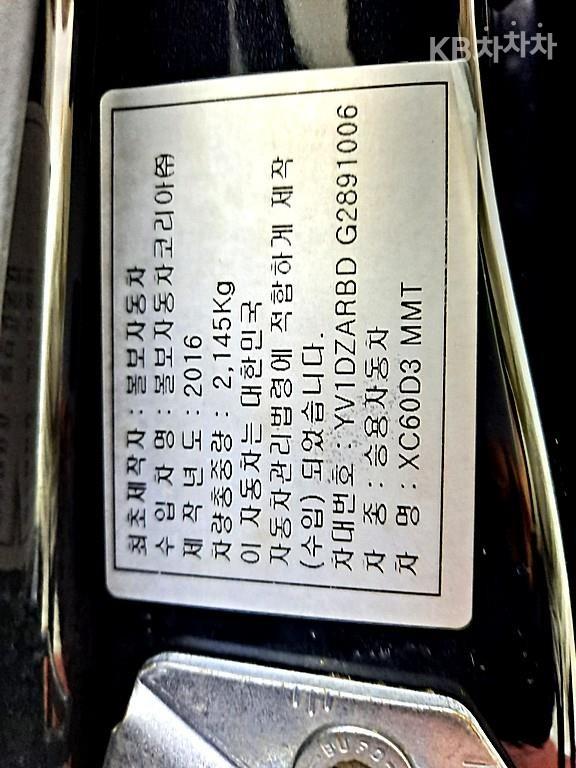 KB차차차
최초제작자 : 볼보자동차
수 입 자 명 : 볼보자동차코리아㈜
제 작 년 도 : 2016
차량총중량 : 2,145Kg
이 자동차는 대한민국
자동차관리법령에 적합하게 제작
(수입) 되었습니다.
차대번호 : YV1DZARBD G2891006
차 종 : 승용자동차
차 명 : XC60D3 MMT